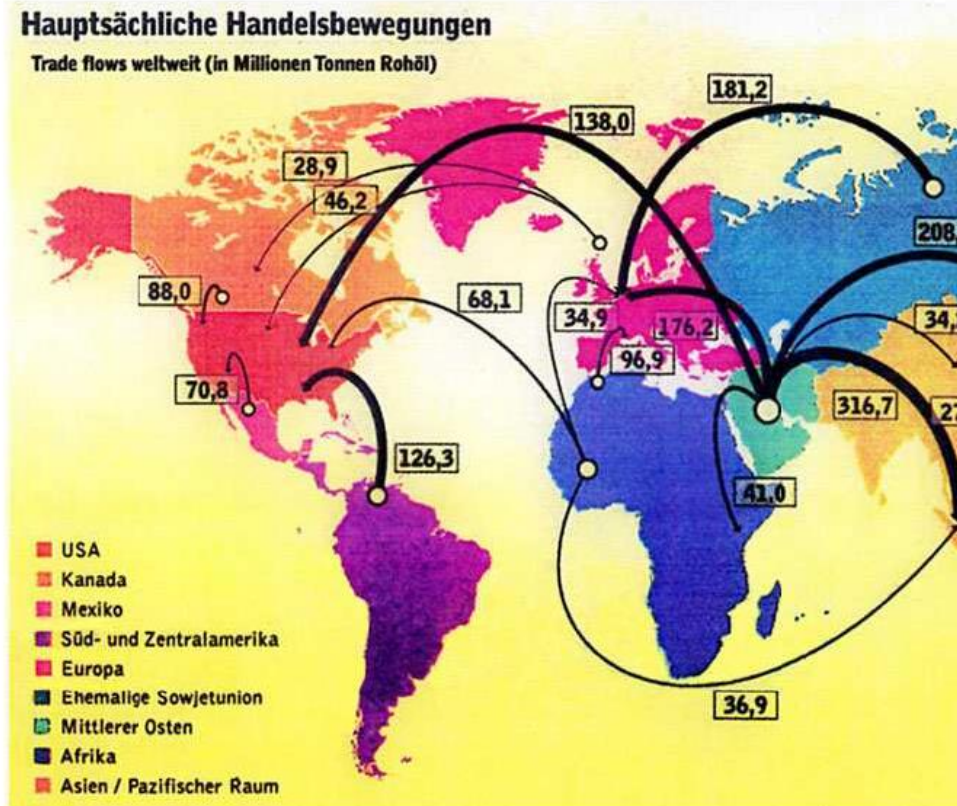 Hauptsächliche Handelsbewegungen
Trade flows weltweit (in Millionen Tonnen Rohöl)
181,2
138,0
28,9
46,2
208,
88,0
68,1
34,9
176,2
34,
96,9
70,8
316,7
27
126,3
41,0
36,9
USA
Kanada
Mexiko
Süd- und Zentralamerika
Europa
Ehemalige Sowjetunion
Mittlerer Osten
Afrika
Asien / Pazifischer Raum